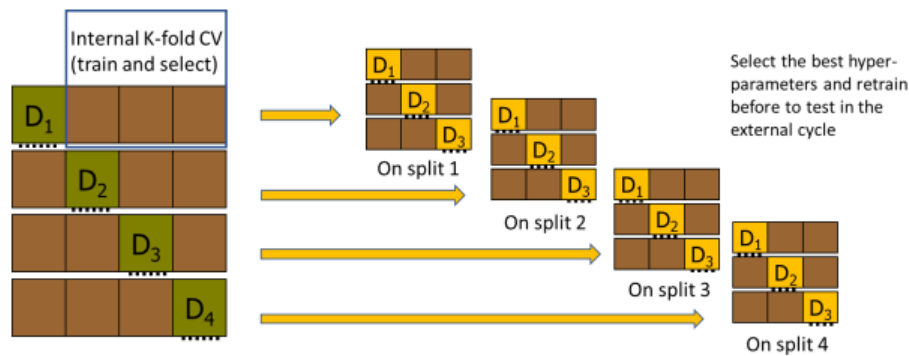 Internal K-fold CV
(train and select)
D1
D2
D3
D4
D1
D2
D3
On split 1
D1
D2
D3
On split 2
D1
D2
D3
On split 3
D1
D2
D3
On split 4
Select the best hyper-
parameters and retrain
before to test in the
external cycle